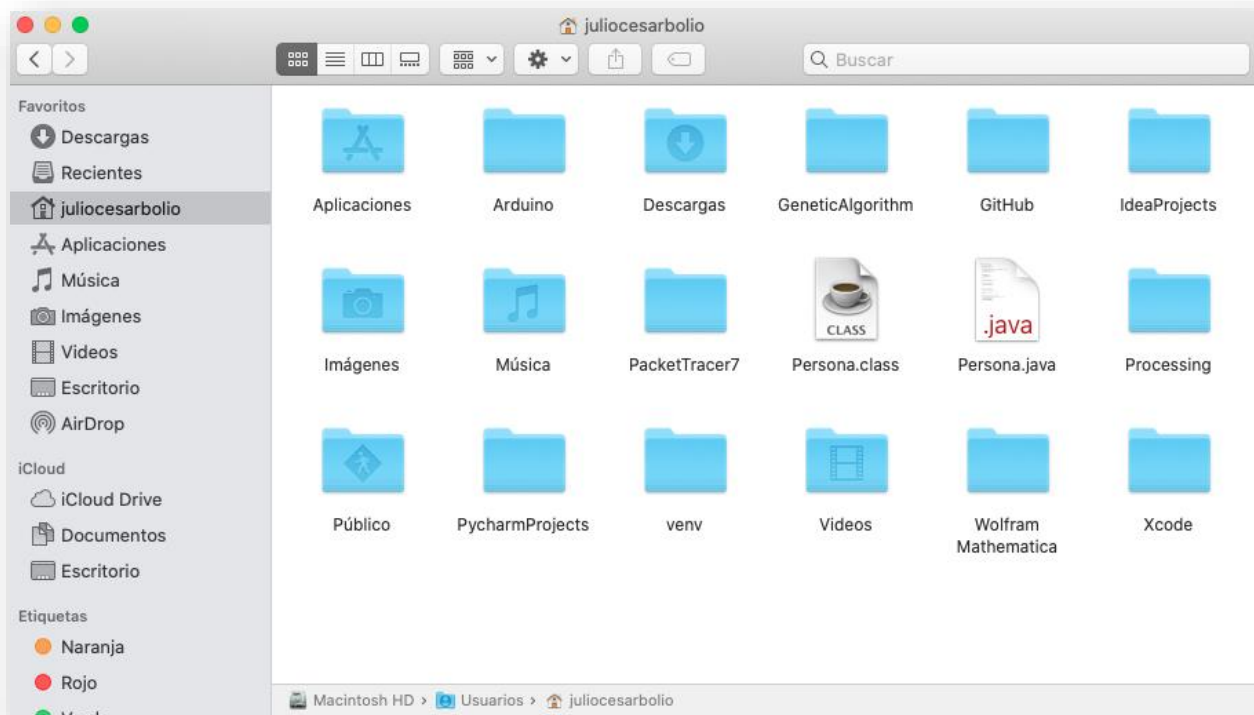 juliocesarbolio
Buscar
Favoritos
Descargas
Recientes
juliocesarbolio
Aplicaciones
Música
Imágenes
Videos
Escritorio
AirDrop
iCloud
iCloud Drive
Documentos
Escritorio
Etiquetas
Naranja
Rojo
Aplicaciones Arduino Descargas GeneticAlgorithm GitHub IdeaProjects
CLASS .java
Imágenes Música PacketTracer7 Persona.class Persona.java Processing
Público PycharmProjects venv Videos Wolfram Xcode
Mathematica
Macintosh HD › Usuarios › juliocesarbolio